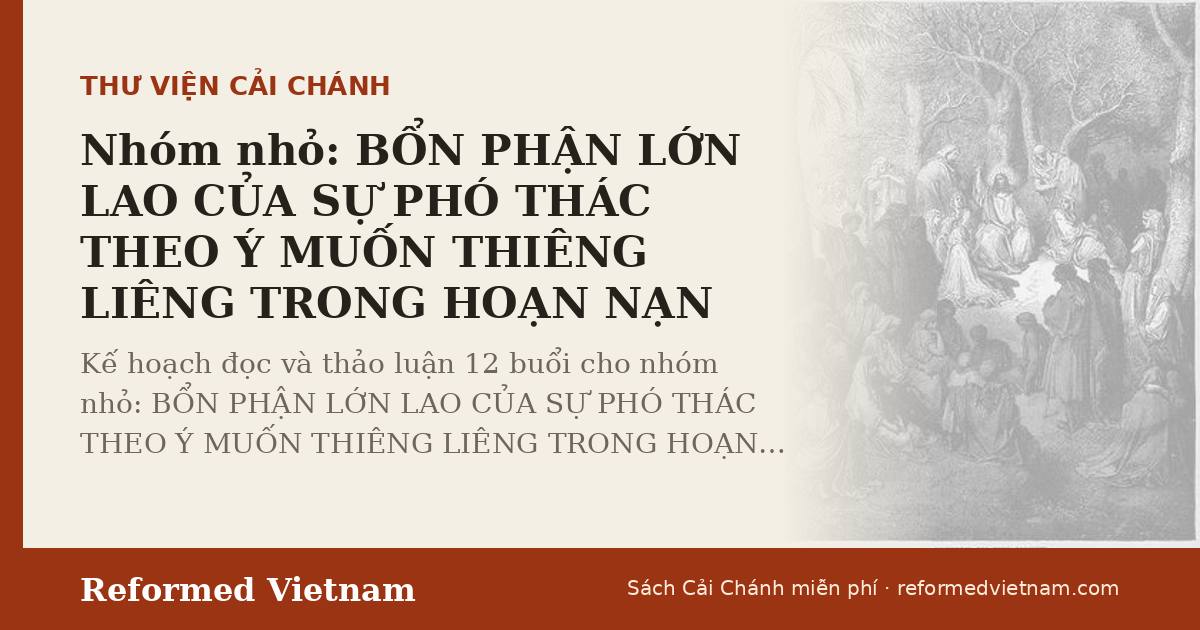 THƯ VIỆN CẢI CHÁNH
Nhóm nhỏ: BỔN PHẬN LỚN
LAO CỦA SỰ PHÓ THÁC
THEO Ý MUỐN THIÊNG
LIÊNG TRONG HOẠN NẠN
Kế hoạch đọc và thảo luận 12 buổi cho nhóm
nhỏ: BỔN PHẬN LỚN LAO CỦA SỰ PHÓ THÁC
THEO Ý MUỐN THIÊNG LIÊNG TRONG HOẠN...
Reformed Vietnam
Sách Cải Chánh miễn phí · reformedvietnam.com